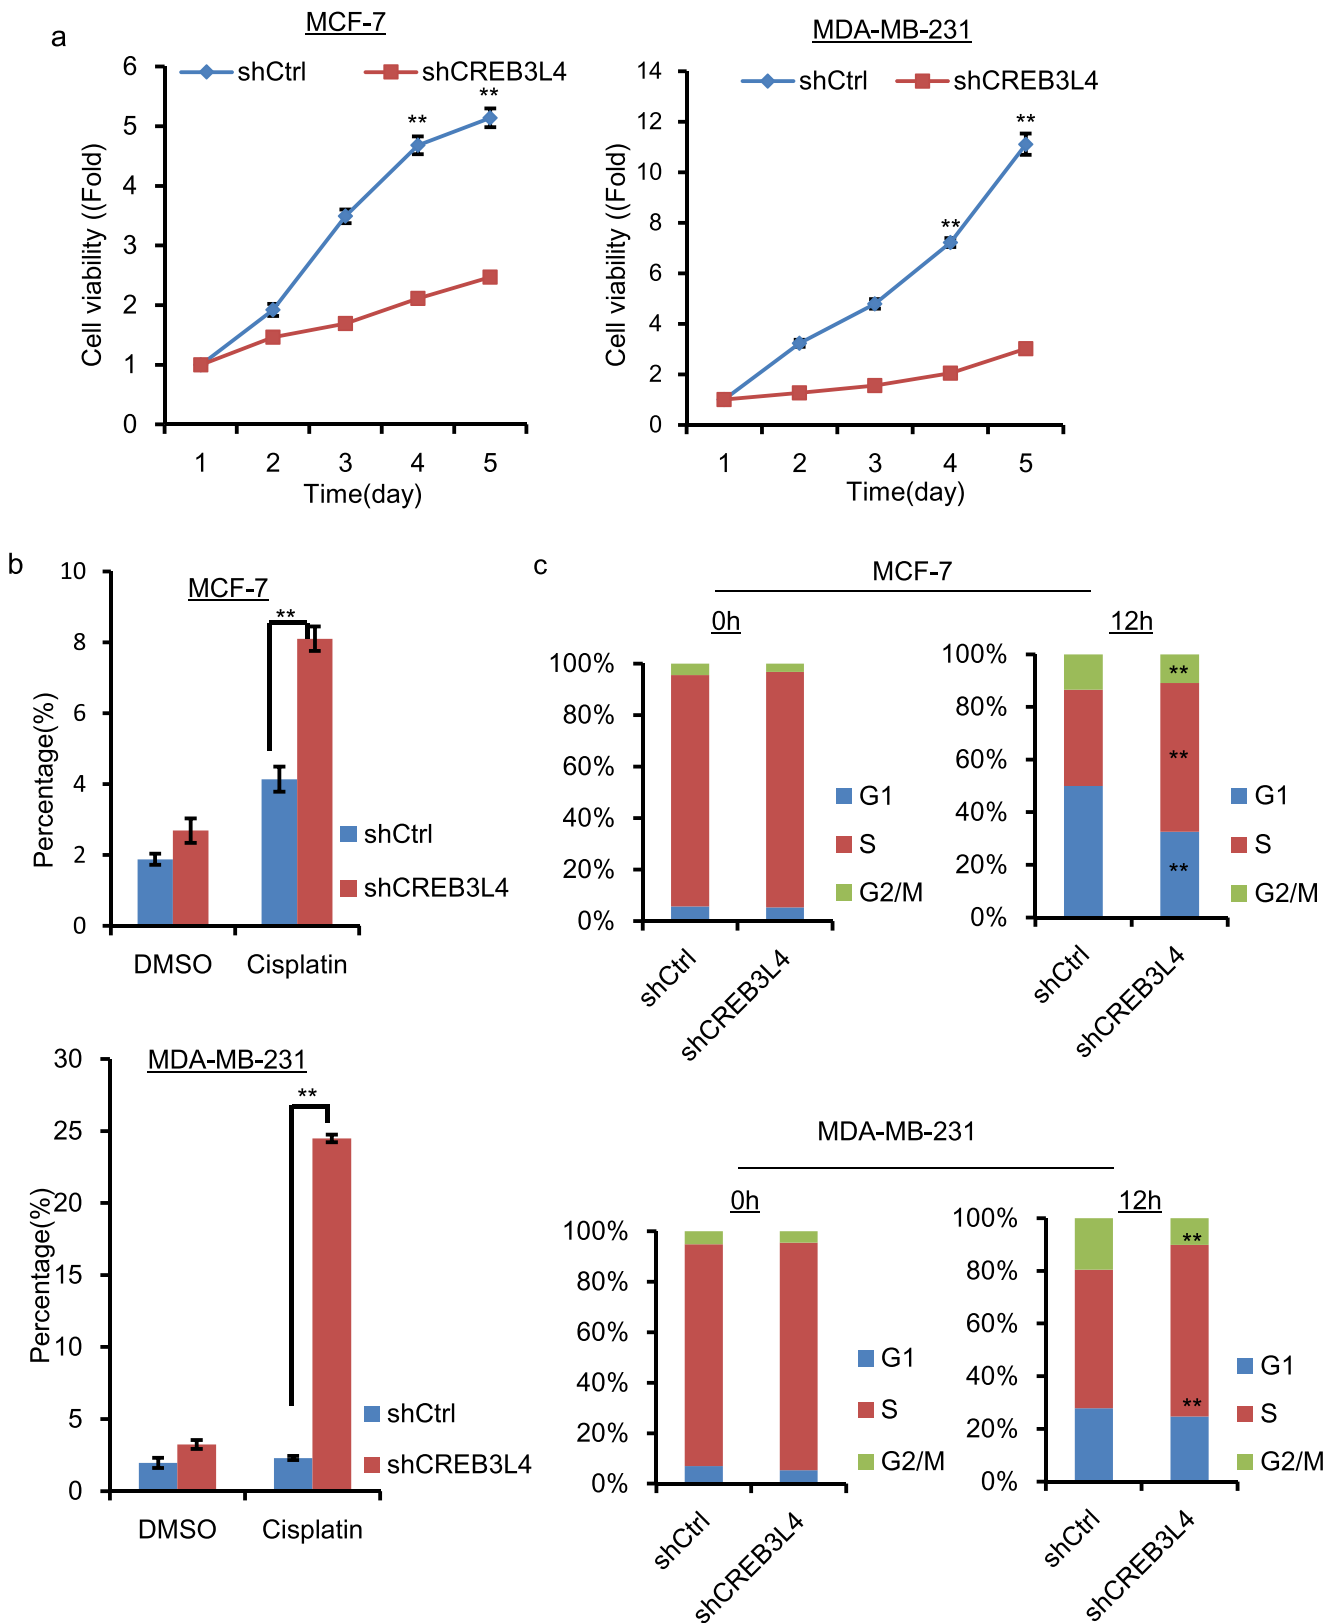 a
MCF-7
shCtrl
shCREB3L4
6
5
4
3
2
1
0
**
**
Cell viability ((Fold)
1 2 3 4 5
Time(day)
MDA-MB-231
shCtrl
shCREB3L4
14
12
10
8
6
4
2
0
**
**
Cell viability ((Fold)
1 2 3 4 5
Time(day)
b
MCF-7
10
8
6
4
2
0
**
Percentage(%)
shCtrl
shCREB3L4
DMSO Cisplatin
MDA-MB-231
30
25
20
15
10
5
0
**
Percentage(%)
shCtrl
shCREB3L4
DMSO Cisplatin
c
MCF-7
0h
100%
80%
60%
40%
20%
0%
G1
S
G2/M
shCtrl
shCREB3L4
12h
100%
80%
60%
40%
20%
0%
**
**
**
G1
S
G2/M
shCtrl
shCREB3L4
MDA-MB-231
0h
100%
80%
60%
40%
20%
0%
G1
S
G2/M
shCtrl
shCREB3L4
12h
100%
80%
60%
40%
20%
0%
**
**
G1
S
G2/M
shCtrl
shCREB3L4